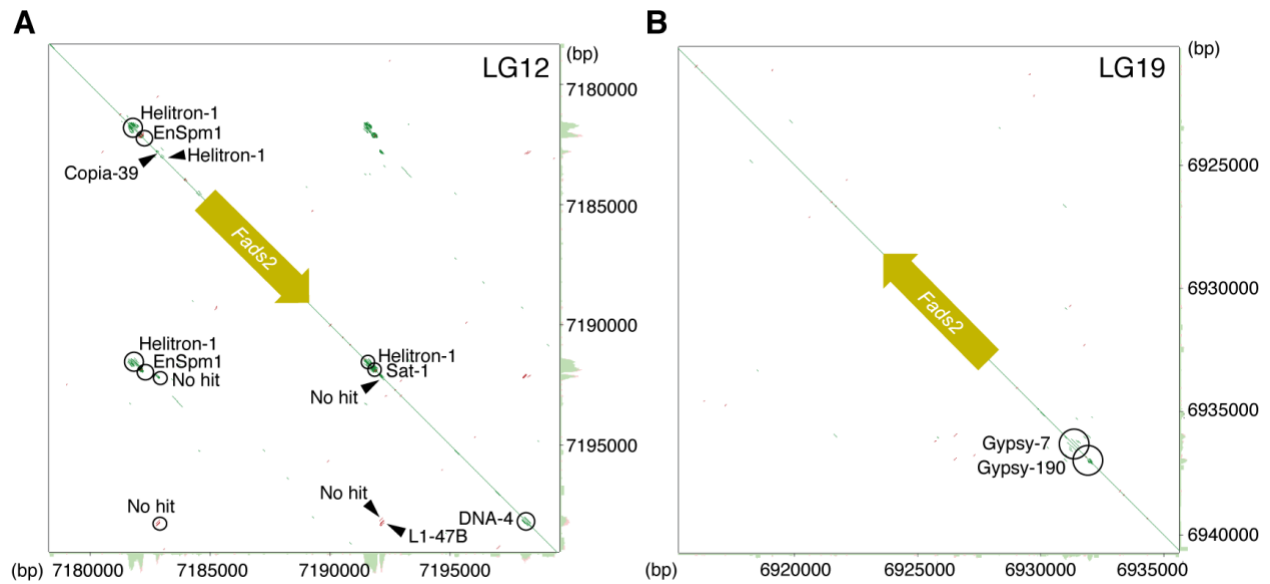 A
(bp)
LG12
7180000
Helitron-1
EnSpm1
Helitron-1
Copia-39
Fads2
7185000
7190000
Helitron-1
EnSpm1
No hit
Helitron-1
Sat-1
No hit
7195000
No hit
No hit
DNA-4
L1-47B
(bp) 7180000 7185000 7190000 7195000
B
(bp)
LG19
6925000
6930000
Fads2
6935000
Gypsy-7
Gypsy-190
6940000
(bp) 6920000 6925000 6930000 6935000